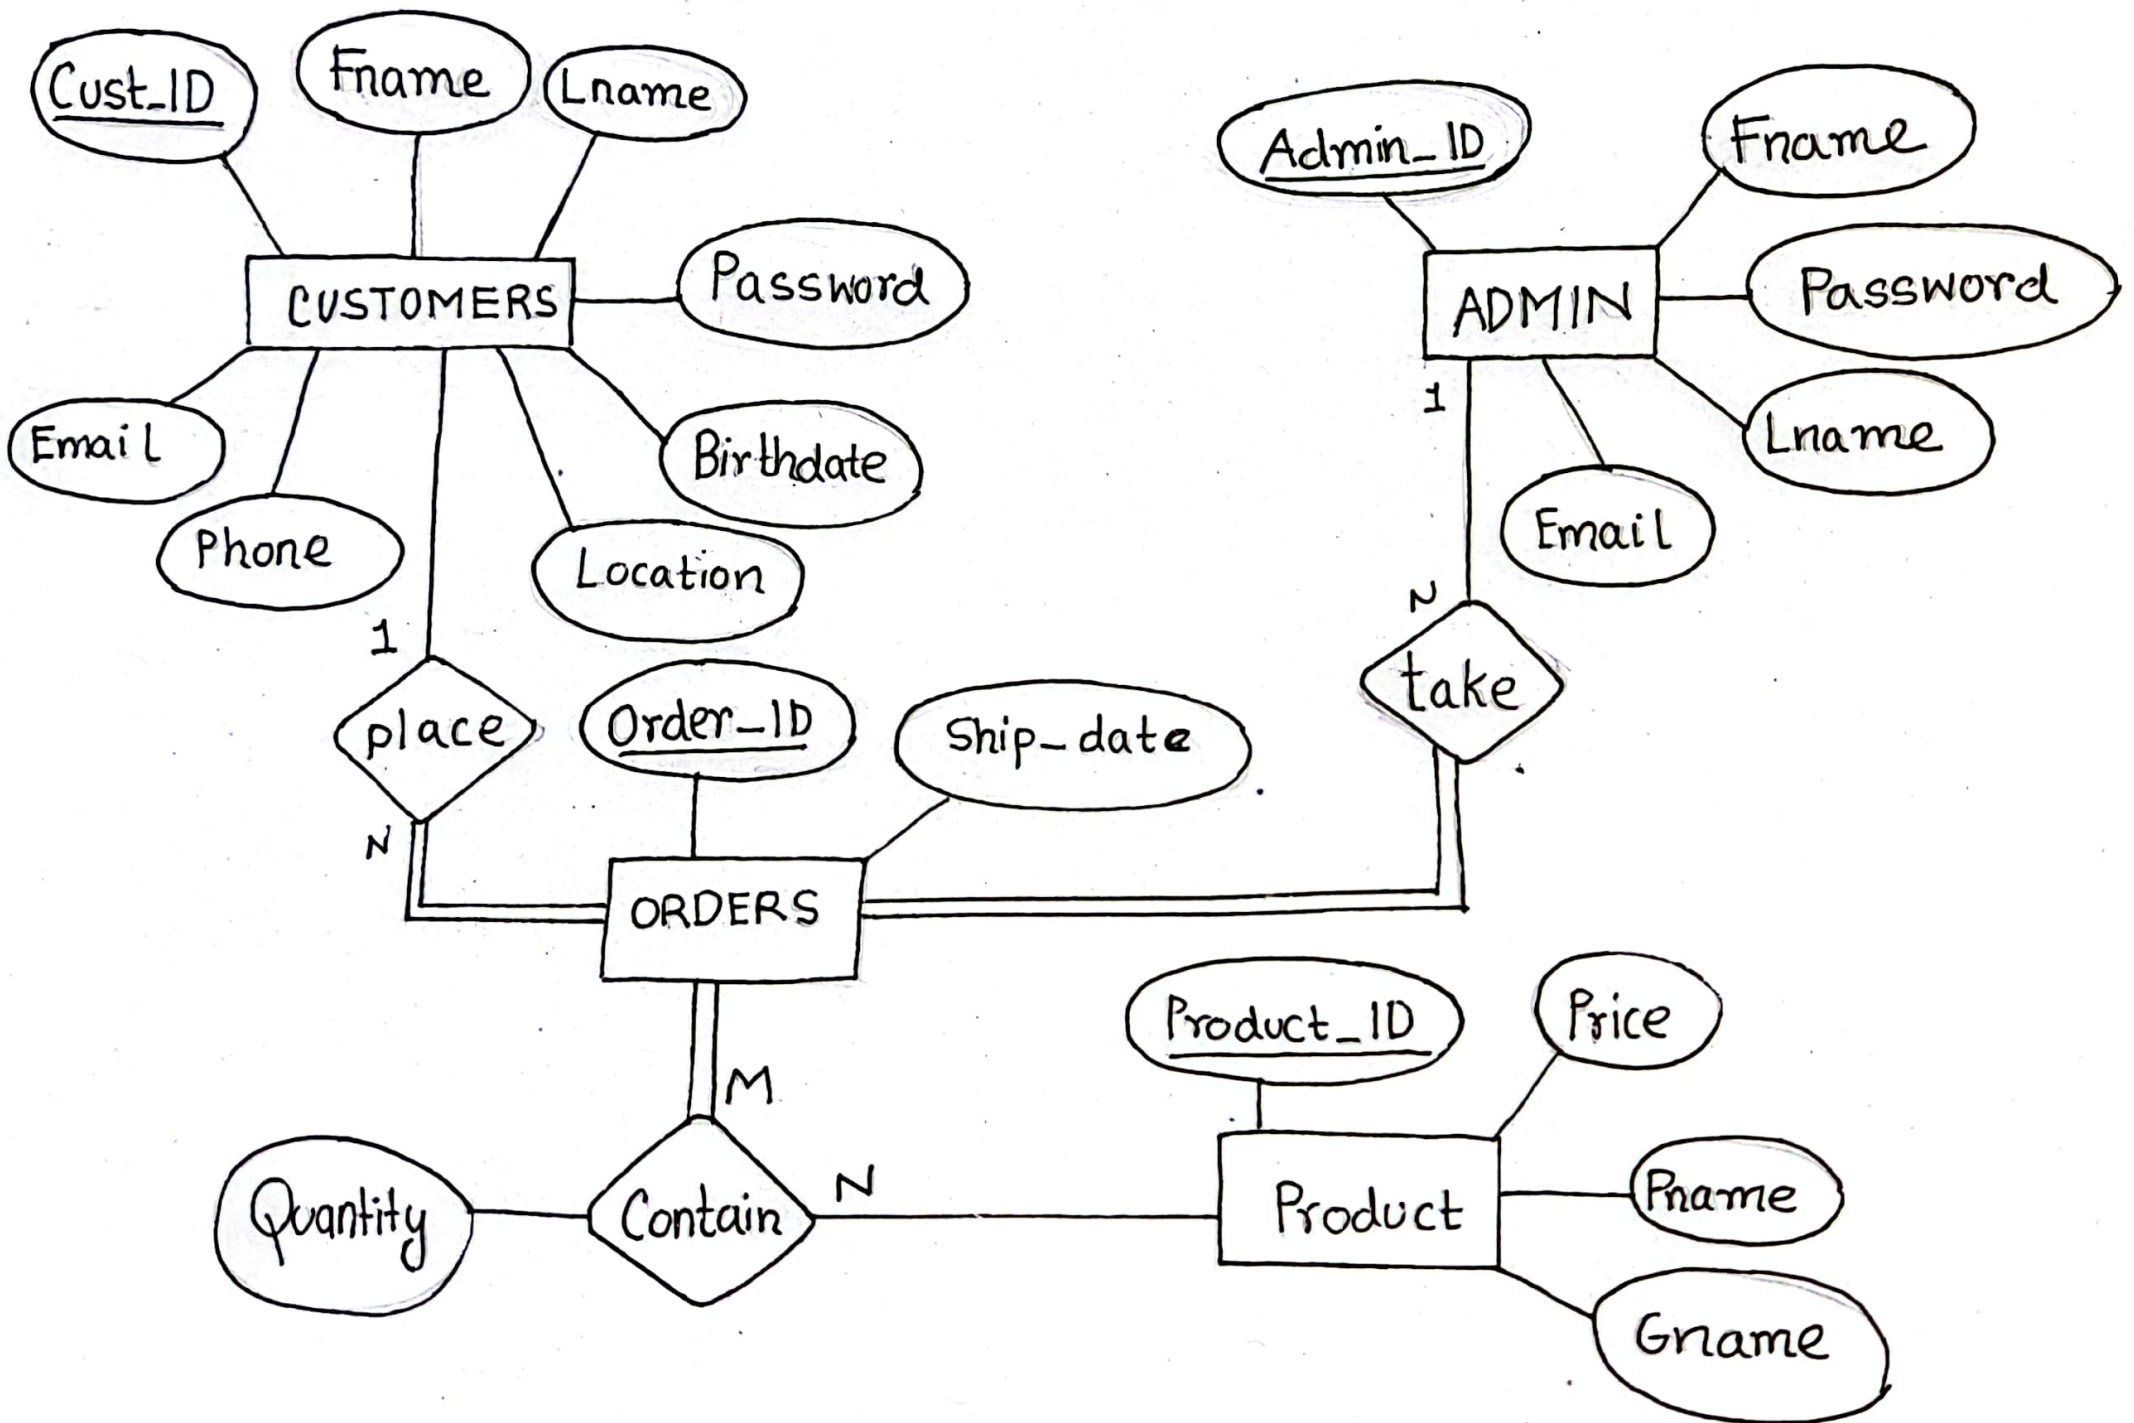 Cust_ID
Fname
Lname
Admin_ID
Fname
CUSTOMERS
Password
ADMIN
Password
Email
Phone
Location
Birthdate
1
Lname
Email
1
N
place
Order_ID
Ship_date
take
N
ORDERS
M
Product_ID
Price
Quantity
Contain
N
Product
Pname
Gname